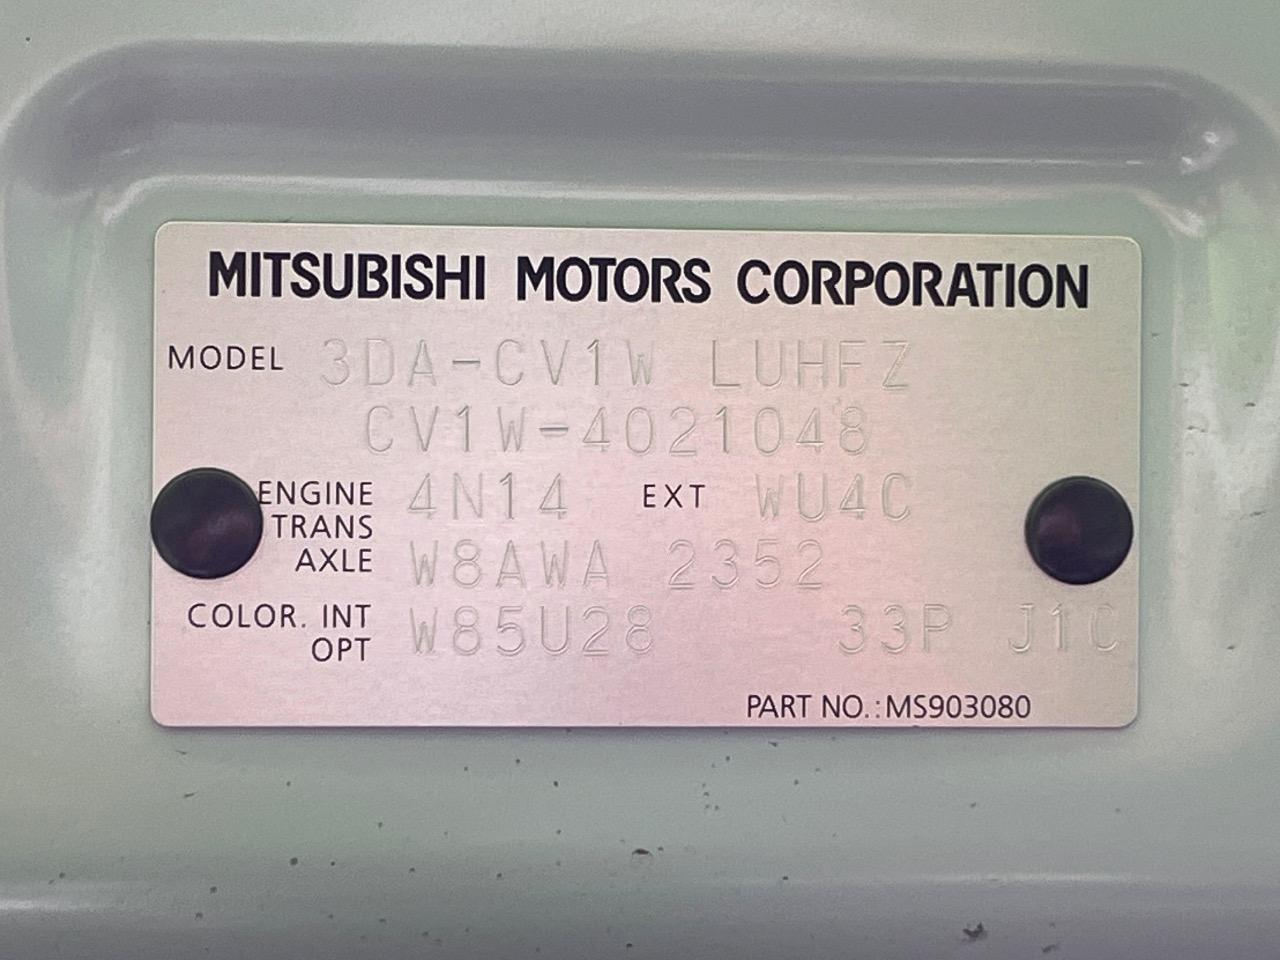 MITSUBISHI MOTORS CORPORATION
MODEL 3DA-CV1W LUHFZ
CV1W-4021048
ENGINE 4N14 EXT WU4C
TRANS
AXLE W8AWA 2352
COLOR. INT
OPT W85U28 33P J1C
PART NO.:MS903080